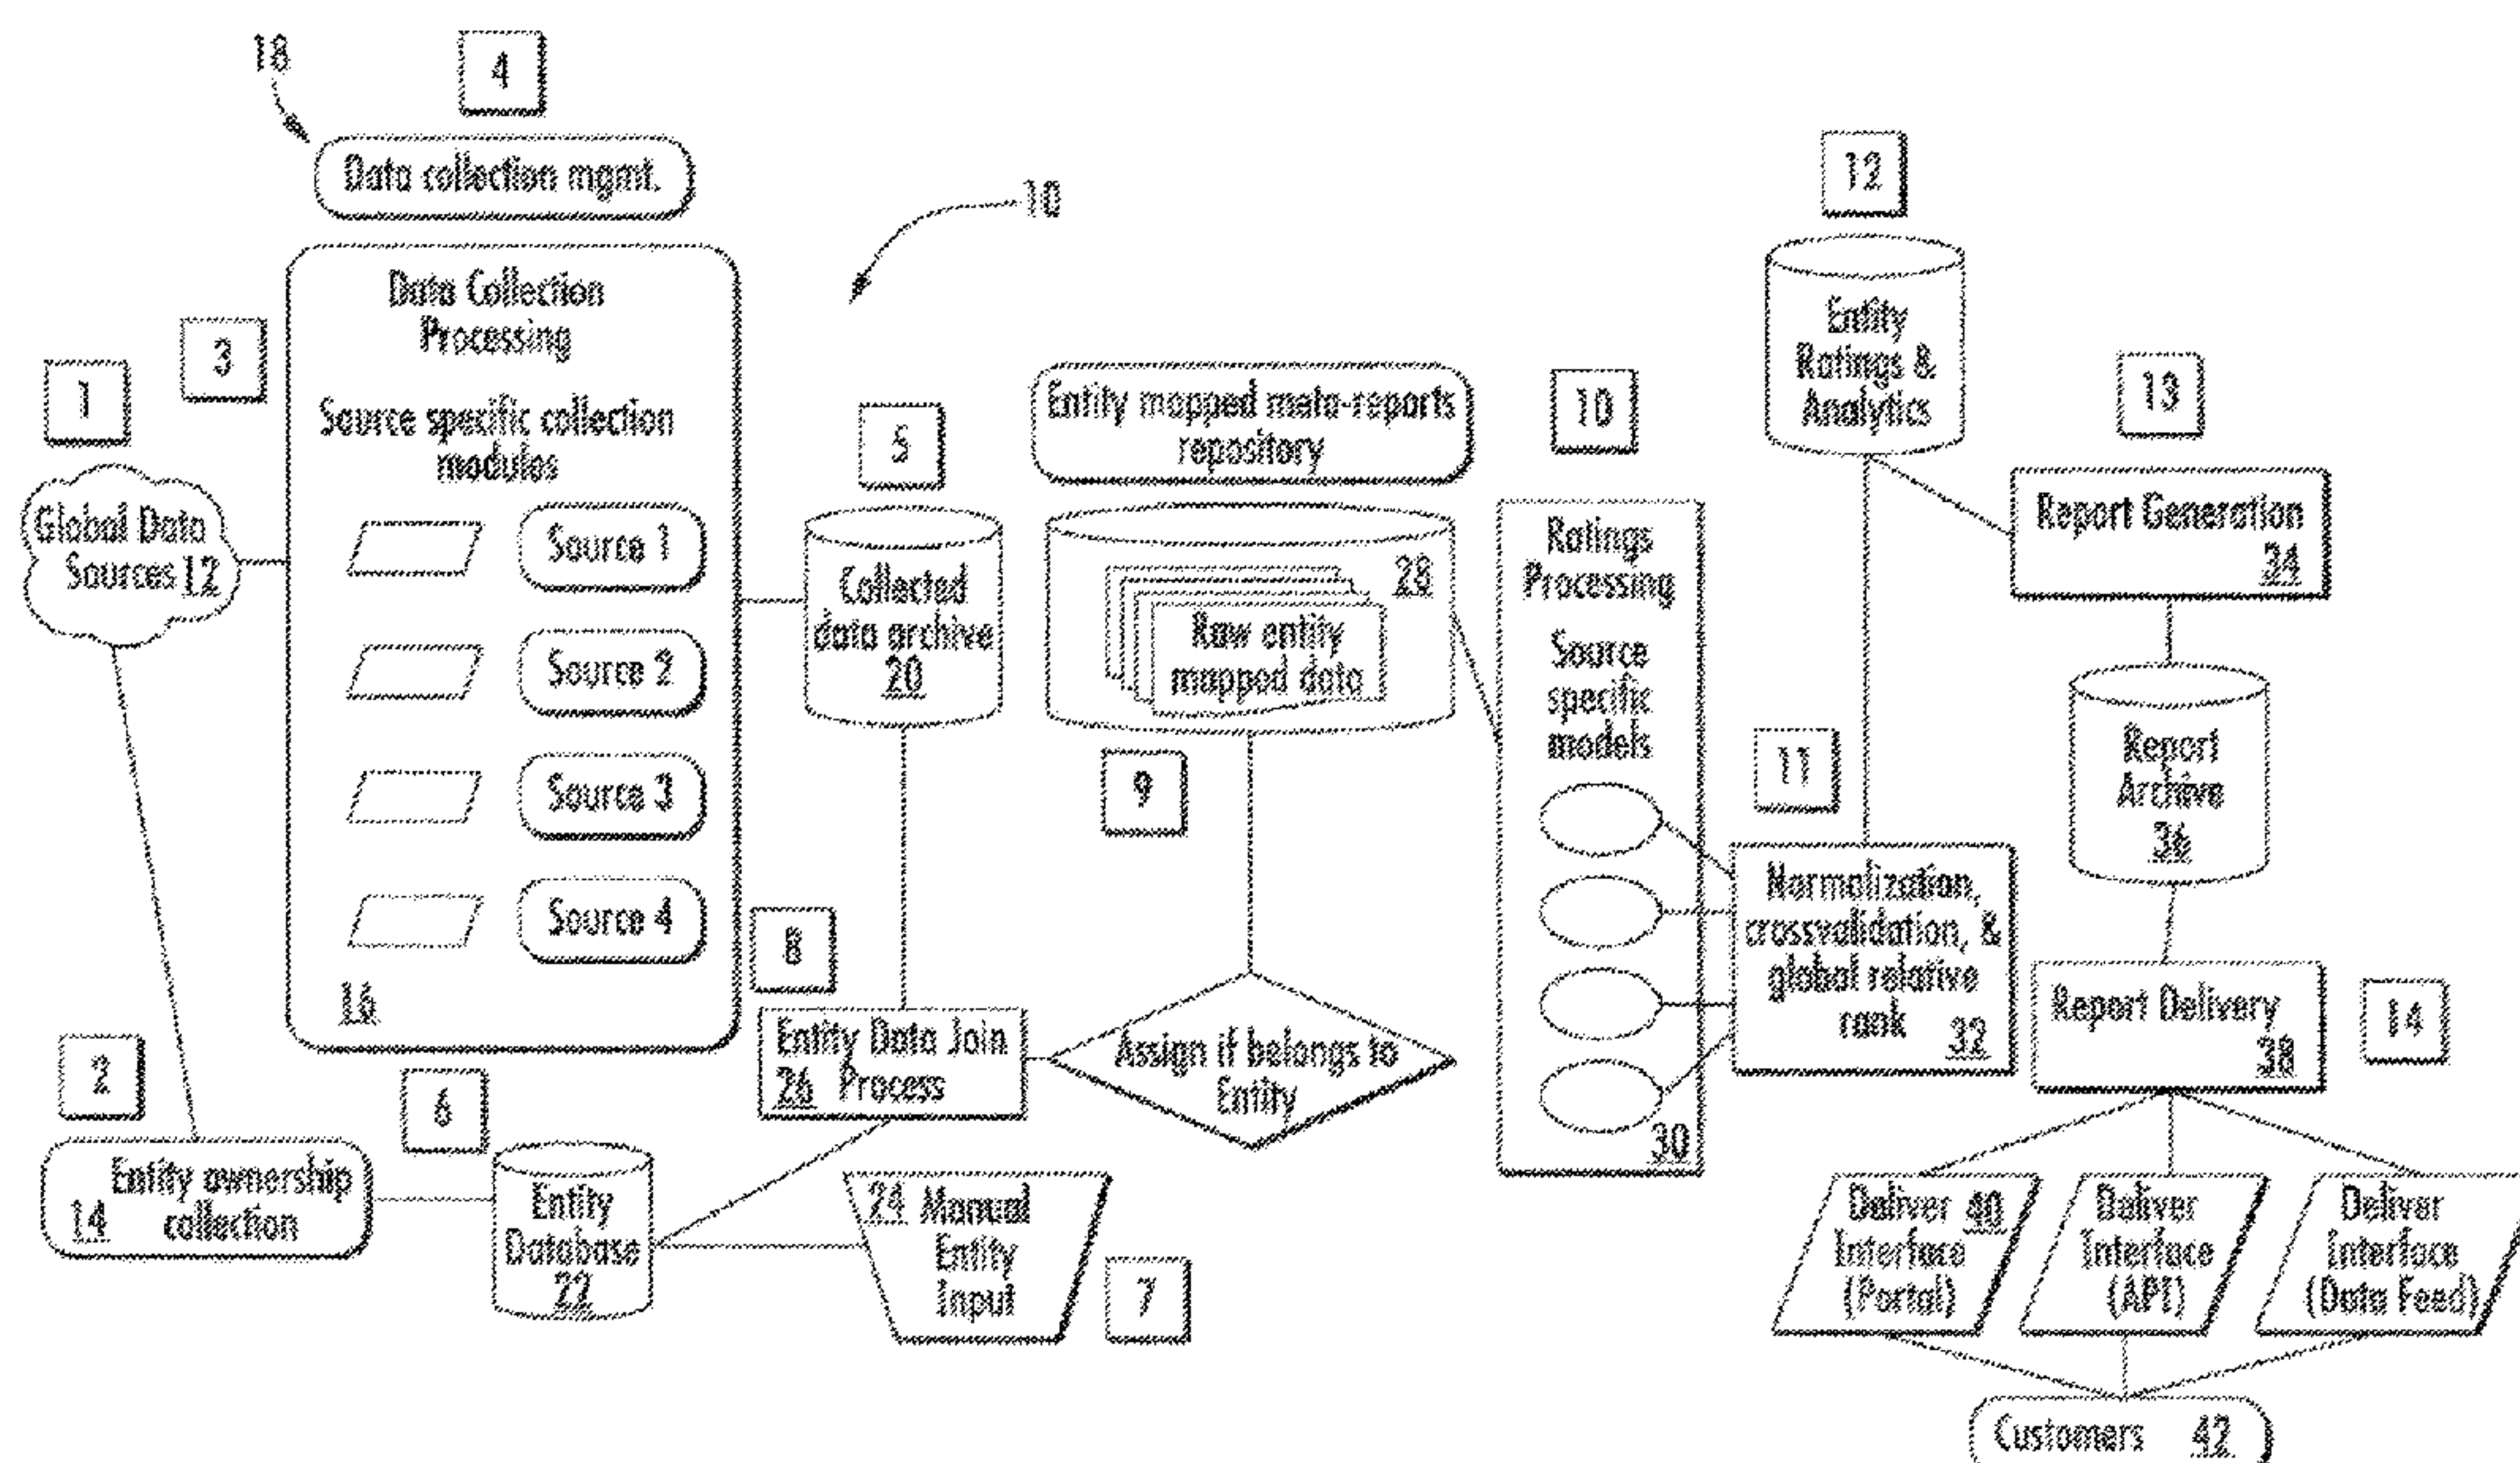 18
4
Data collection mgmt.
10
3
Data Collection
Processing
Source specific collection
modules
Source 1
Source 2
Source 3
Source 4
16
1
Global Data
Sources 12
2
Entity ownership
14 collection
6
Entity
Database
22
5
Collected
data archive
20
8
Entity Data Join
26 Process
24 Manual
Entity
Input
7
Entity mapped meta-reports
repository
28
Raw entity
mapped data
9
Assign if belongs to
Entity
10
Ratings
Processing
Source
specific
models
30
11
Normalization,
crossvalidation, &
global relative
rank 32
12
Entity
Ratings &
Analytics
13
Report Generation
34
Report
Archive
36
Report Delivery
38
14
Deliver 40
Interface
(Portal)
Deliver
Interface
(API)
Deliver
Interface
(Data Feed)
Customers 42